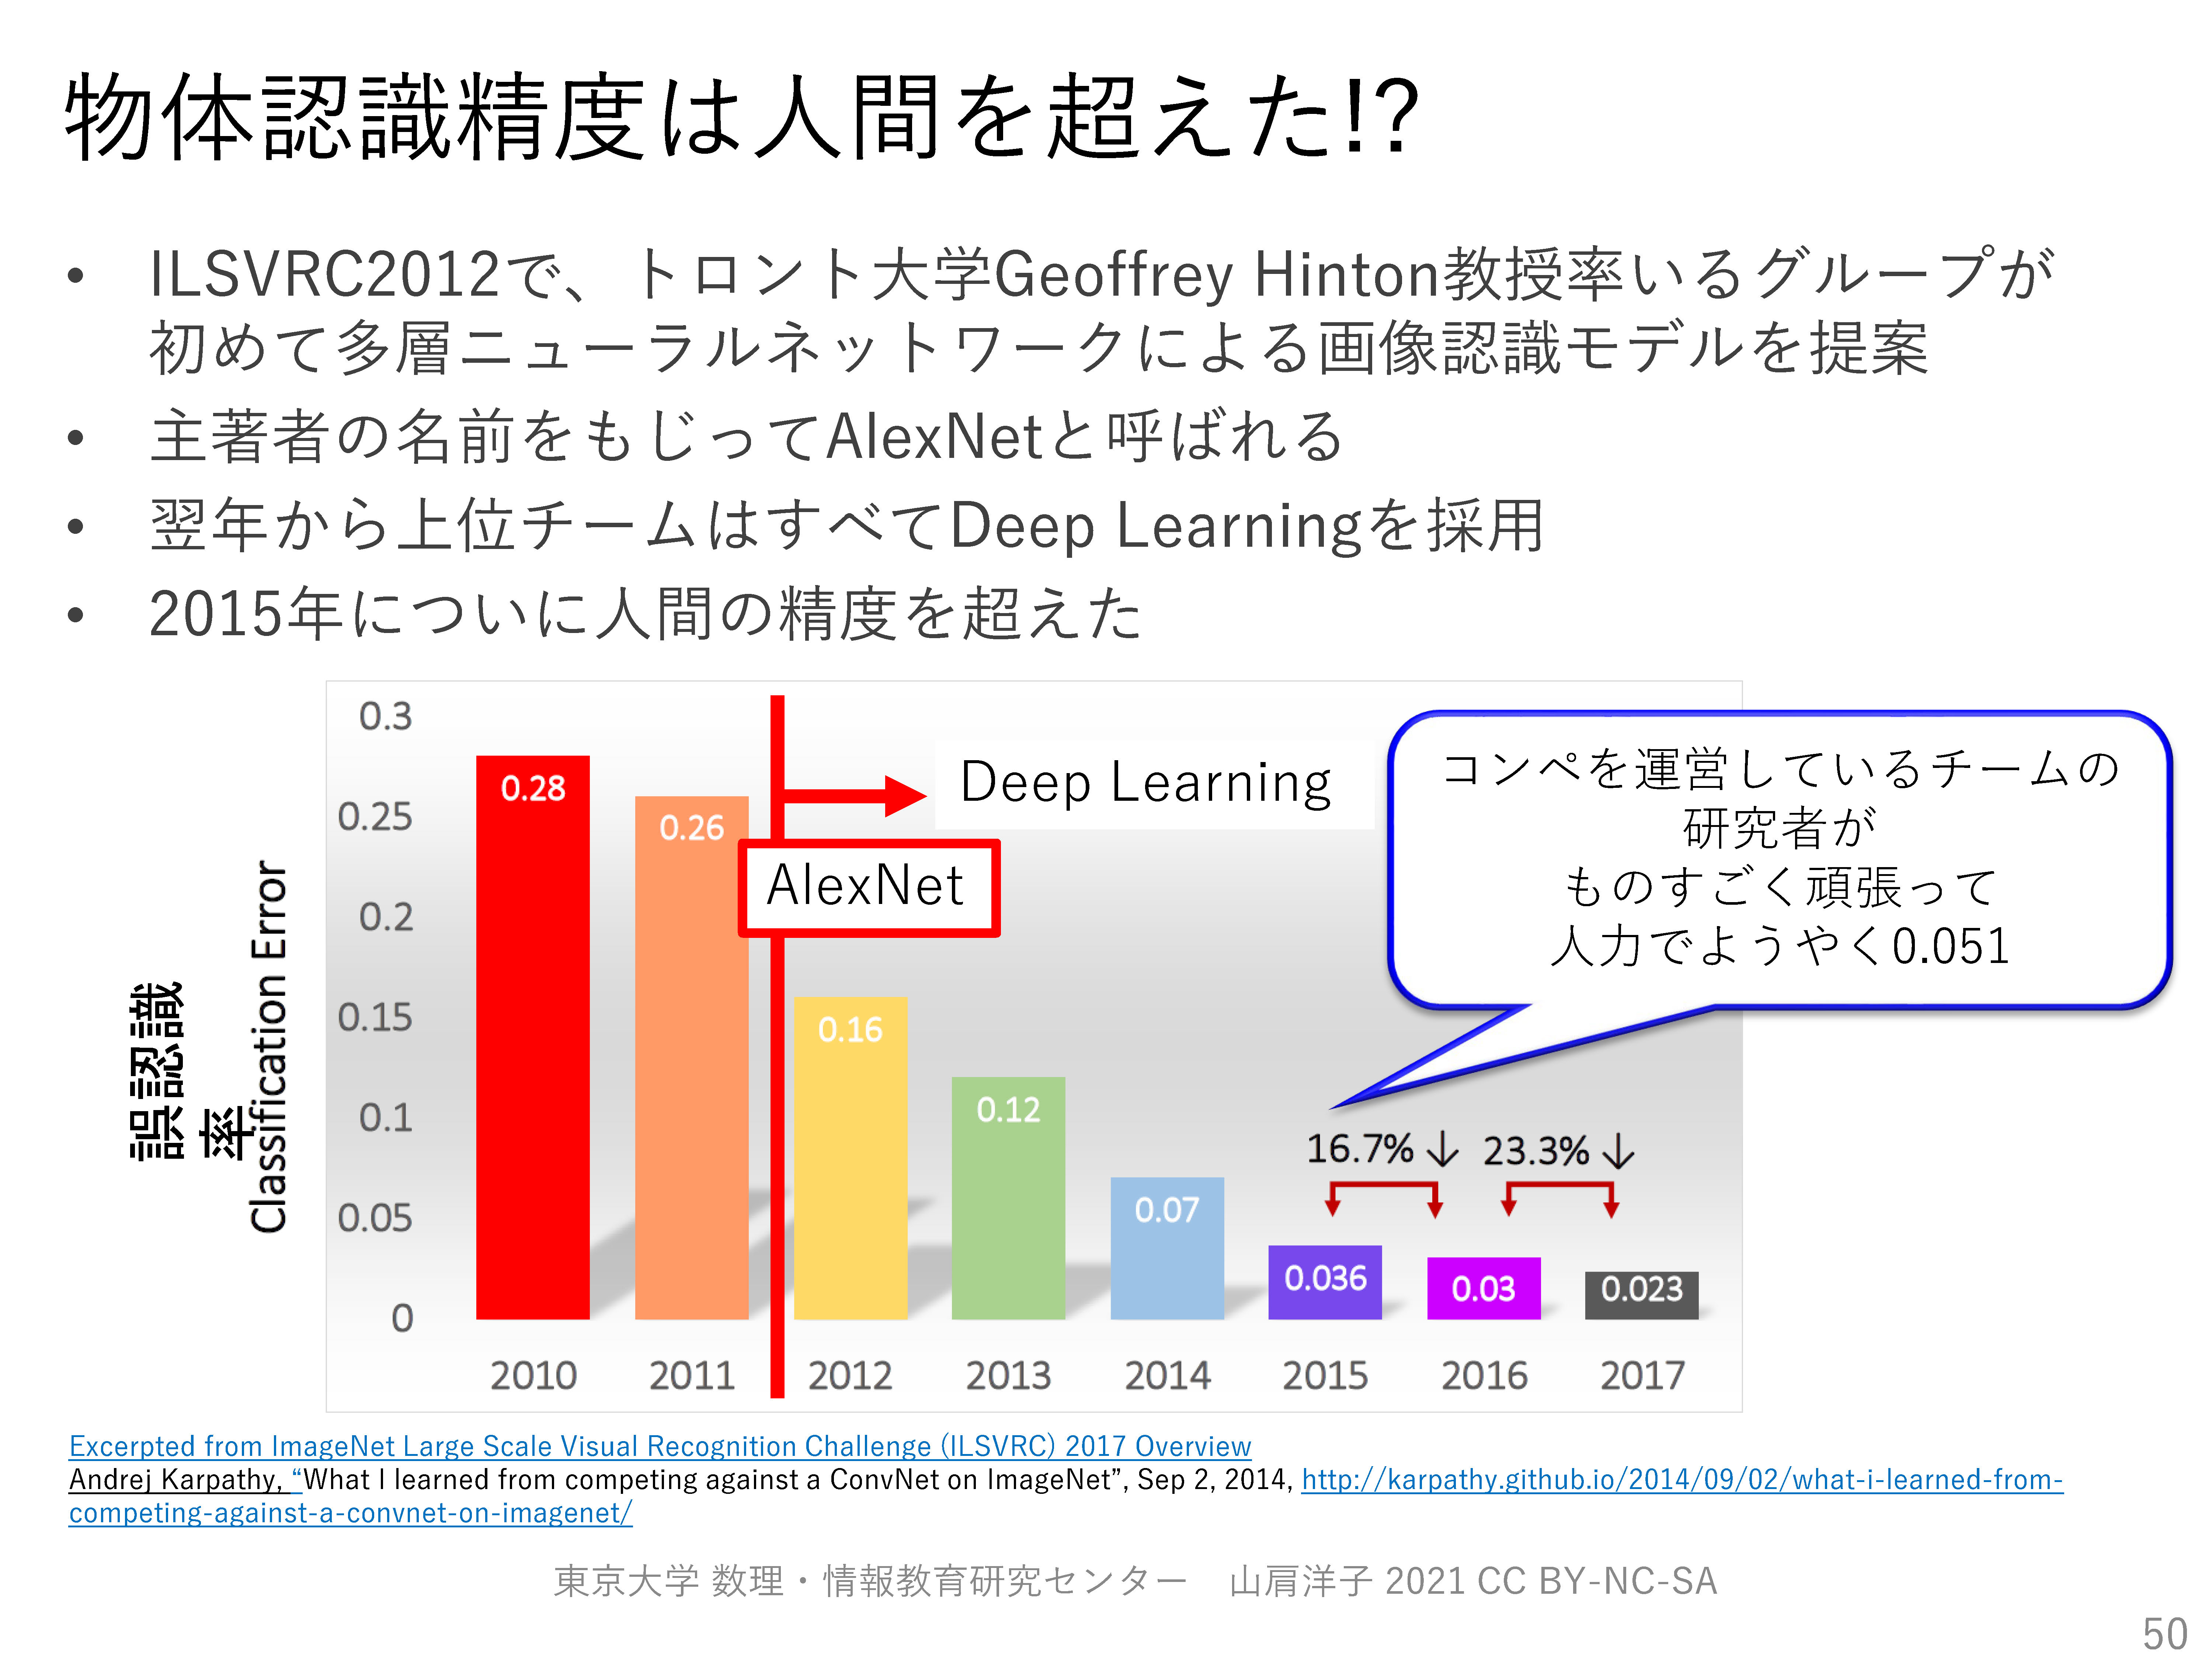 物体認識精度は人間を超えた!?
• ILSVRC2012で、トロント大学Geoffrey Hinton教授率いるグループが
初めて多層ニューラルネットワークによる画像認識モデルを提案
• 主著者の名前をもじってAlexNetと呼ばれる
• 翌年から上位チームはすべてDeep Learningを採用
• 2015年についに人間の精度を超えた
誤認識
率
Classification Error
0.3
0.25
0.2
0.15
0.1
0.05
0
0.28
0.26
0.16
0.12
0.07
0.036
0.03
0.023
Deep Learning
AlexNet
コンペを運営しているチームの
研究者が
ものすごく頑張って
人力でようやく0.051
16.7% ↓ 23.3% ↓
2010 2011 2012 2013 2014 2015 2016 2017
Excerpted from ImageNet Large Scale Visual Recognition Challenge (ILSVRC) 2017 Overview
Andrej Karpathy, “What I learned from competing against a ConvNet on ImageNet”, Sep 2, 2014, http://karpathy.github.io/2014/09/02/what-i-learned-from-
competing-against-a-convnet-on-imagenet/
東京大学 数理・情報教育研究センター 山肩洋子 2021 CC BY-NC-SA
50